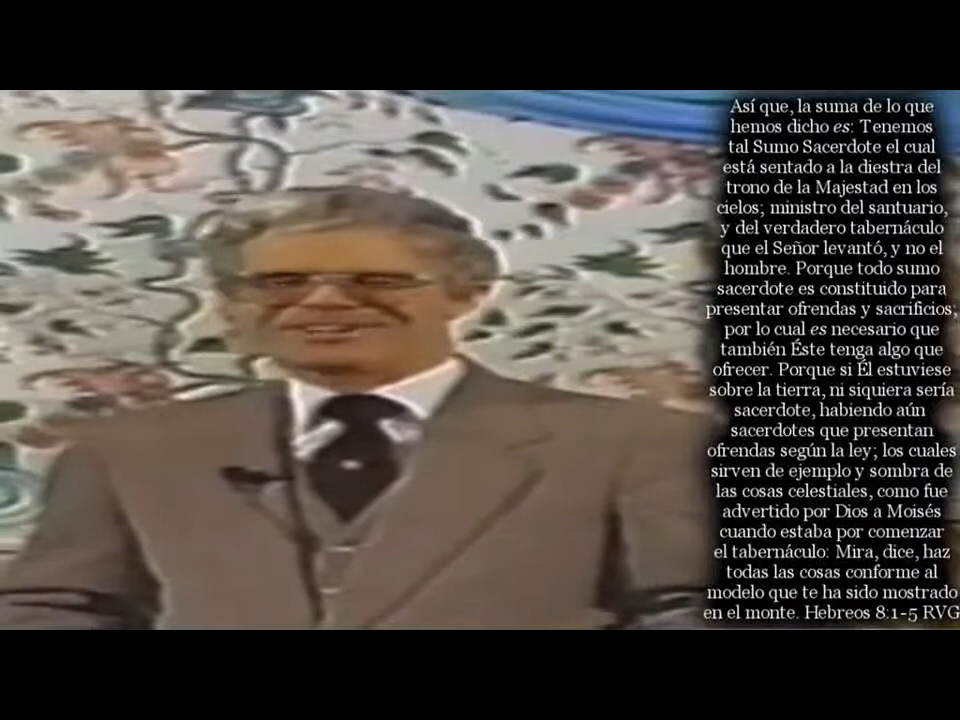 Así que, la suma de lo que
hemos dicho es: Tenemos
tal Sumo Sacerdote el cual
está sentado a la diestra del
trono de la Majestad en los
cielos; ministro del santuario,
y del verdadero tabernáculo
que el Señor levantó, y no el
hombre. Porque todo sumo
sacerdote es constituido para
presentar ofrendas y sacrificios;
por lo cual es necesario que
también Éste tenga algo que
ofrecer. Porque si Él estuviese
sobre la tierra, ni siquiera sería
sacerdote, habiendo aún
sacerdotes que presentan
ofrendas según la ley; los cuales
sirven de ejemplo y sombra de
las cosas celestiales, como fue
advertido por Dios a Moisés
cuando estaba por comenzar
el tabernáculo: Mira, dice, haz
todas las cosas conforme al
modelo que te ha sido mostrado
en el monte. Hebreos 8:1-5 RVG